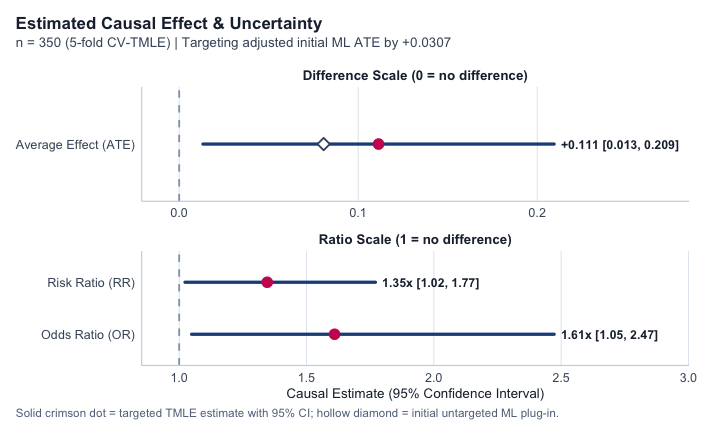 Estimated Causal Effect & Uncertainty
n = 350 (5-fold CV-TMLE) | Targeting adjusted initial ML ATE by +0.0307
Difference Scale (0 = no difference)
Average Effect (ATE)
+0.111 [0.013, 0.209]
0.0 0.1 0.2
Ratio Scale (1 = no difference)
Risk Ratio (RR)
1.35x [1.02, 1.77]
Odds Ratio (OR)
1.61x [1.05, 2.47]
1.0 1.5 2.0 2.5 3.0
Causal Estimate (95% Confidence Interval)
Solid crimson dot = targeted TMLE estimate with 95% CI; hollow diamond = initial untargeted ML plug-in.